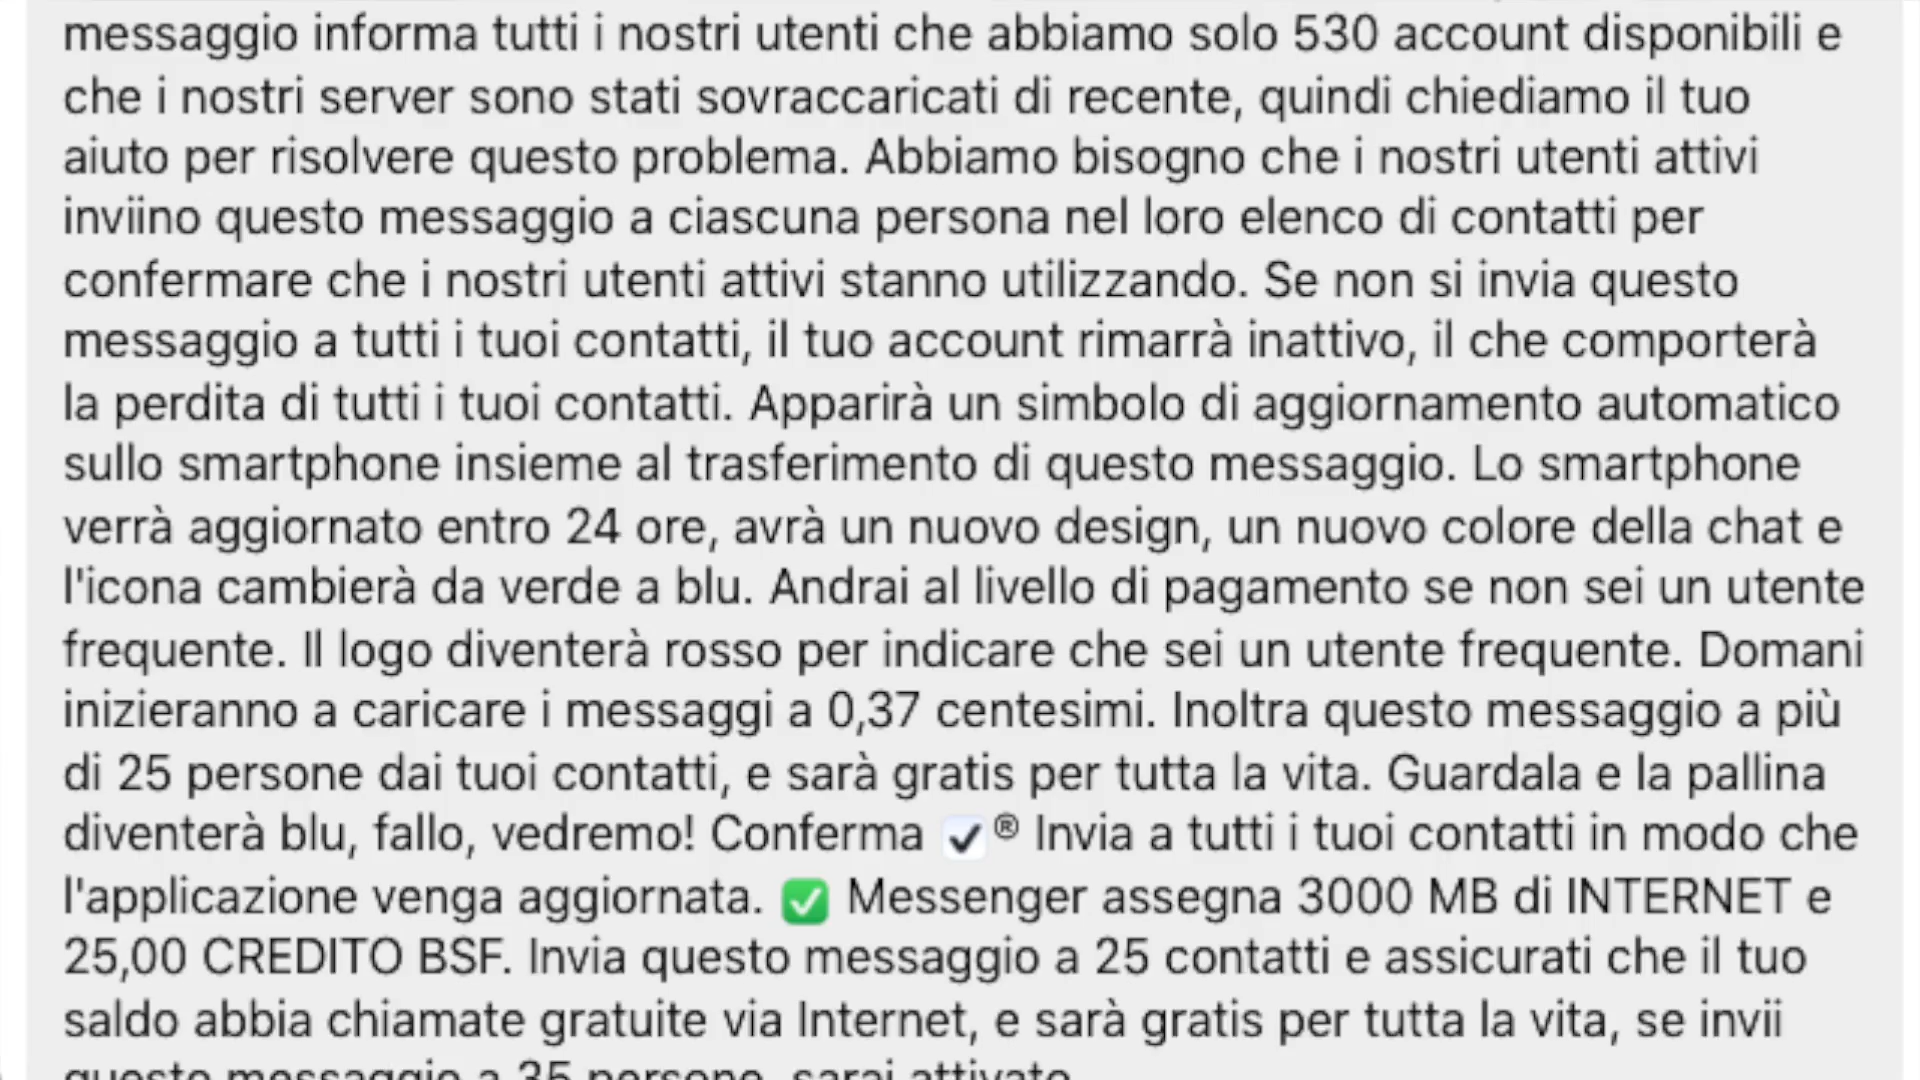 messaggio informa tutti i nostri utenti che abbiamo solo 530 account disponibili e
che i nostri server sono stati sovraccaricati di recente, quindi chiediamo il tuo
aiuto per risolvere questo problema. Abbiamo bisogno che i nostri utenti attivi
inviino questo messaggio a ciascuna persona nel loro elenco di contatti per
confermare che i nostri utenti attivi stanno utilizzando. Se non si invia questo
messaggio a tutti i tuoi contatti, il tuo account rimarrà inattivo, il che comporterà
la perdita di tutti i tuoi contatti. Apparirà un simbolo di aggiornamento automatico
sullo smartphone insieme al trasferimento di questo messaggio. Lo smartphone
verrà aggiornato entro 24 ore, avrà un nuovo design, un nuovo colore della chat e
l'icona cambierà da verde a blu. Andrai al livello di pagamento se non sei un utente
frequente. Il logo diventerà rosso per indicare che sei un utente frequente. Domani
inizieranno a caricare i messaggi a 0,37 centesimi. Inoltra questo messaggio a più
di 25 persone dai tuoi contatti, e sarà gratis per tutta la vita. Guardala e la pallina
diventerà blu, fallo, vedremo! Conferma ✔® Invia a tutti i tuoi contatti in modo che
l'applicazione venga aggiornata. ✅ Messenger assegna 3000 MB di INTERNET e
25,00 CREDITO BSF. Invia questo messaggio a 25 contatti e assicurati che il tuo
saldo abbia chiamate gratuite via Internet, e sarà gratis per tutta la vita, se invii
questo messaggio a 35 persone, sarai attivato